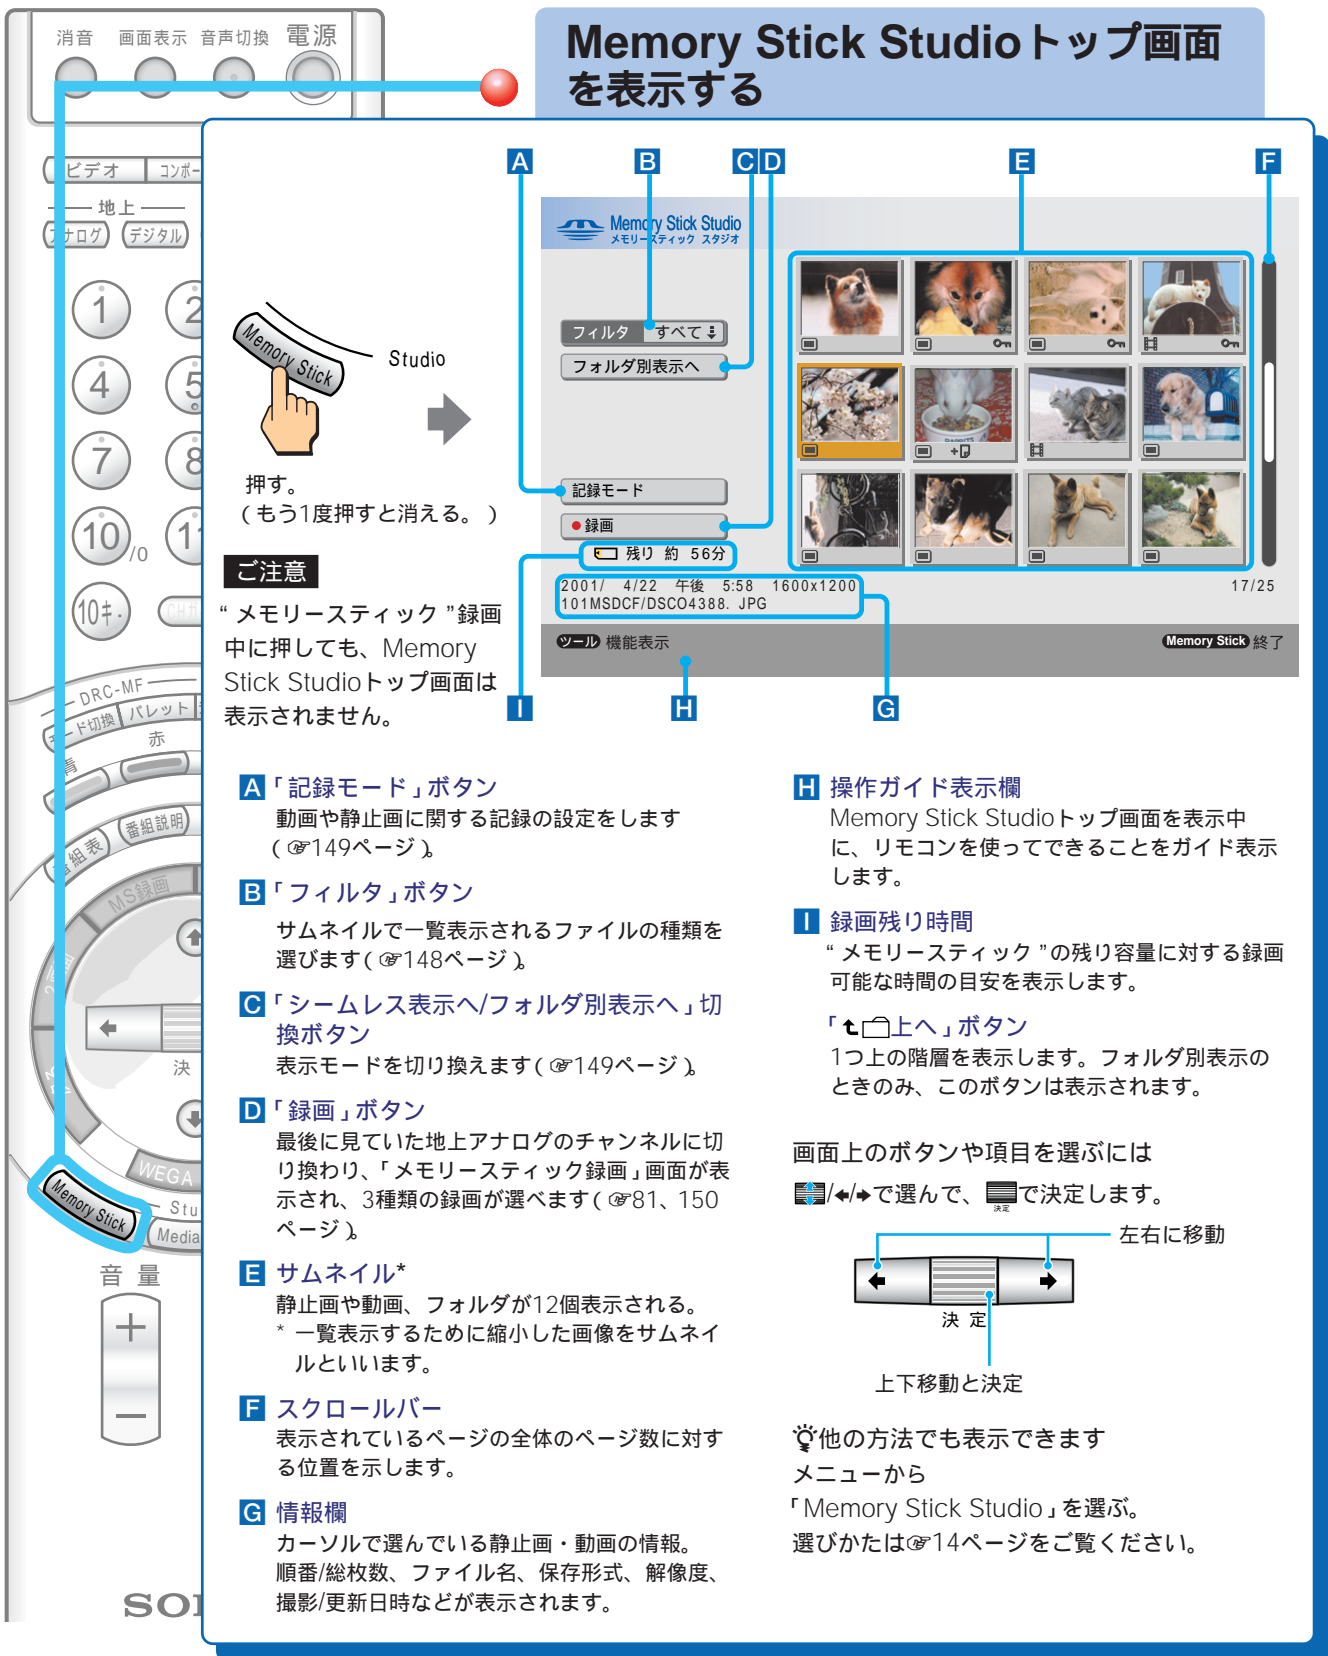 Memory Stick Studioトップ画面
を表示する
消音 画面表示 音声切換 電源
ビデオ
地上
デジタル
1 2
4 5
7 8
10/0
10キ-
DRC-MF
パレット
赤
番組説明
MS録画
決
WEGA
Memory Stick
Stu
Media
音量
+
−
A B C D E F
Memory Stick Studio
メモリースティック スタジオ
フィルタ すべて
フォルダ別表示へ
記録モード
●録画
残り 約 56分
2001/ 4/22 午後 5:58 1600x1200
101MSDCF/DSC04388. JPG
17/25
ツール 機能表示
Memory Stick 終了
I H G
Memory Stick
Studio
押す。
(もう1度押すと消える。)
ご注意
“メモリースティック”録画
中に押しても、Memory
Stick Studioトップ画面は
表示されません。
A「記録モード」ボタン
動画や静止画に関する記録の設定をします
(☞149ページ)。
B「フィルタ」ボタン
サムネイルで一覧表示されるファイルの種類を
選びます(☞148ページ)。
C「シームレス表示へ/フォルダ別表示へ」切
換ボタン
表示モードを切り換えます(☞149ページ)。
D「録画」ボタン
最後に見ていた地上アナログのチャンネルに切
り換わり、「メモリースティック録画」画面が表
示され、3種類の録画が選べます(☞81、150
ページ)。
E サムネイル*
静止画や動画、フォルダが12個表示される。
* 一覧表示するために縮小した画像をサムネイ
ルといいます。
F スクロールバー
表示されているページの全体のページ数に対す
る位置を示します。
G 情報欄
カーソルで選んでいる静止画・動画の情報。
順番/総枚数、ファイル名、保存形式、解像度、
撮影/更新日時などが表示されます。
H 操作ガイド表示欄
Memory Stick Studioトップ画面を表示中
に、リモコンを使ってできることをガイド表示
します。
I 録画残り時間
“メモリースティック”の残り容量に対する録画
可能な時間の目安を表示します。
「上へ」ボタン
1つ上の階層を表示します。フォルダ別表示の
ときのみ、このボタンは表示されます。
画面上のボタンや項目を選ぶには
/←/→で選んで、決定で決定します。
左右に移動
決定
上下移動と決定
他の方法でも表示できます
メニューから
「Memory Stick Studio」を選ぶ。
選びかたは☞14ページをご覧ください。